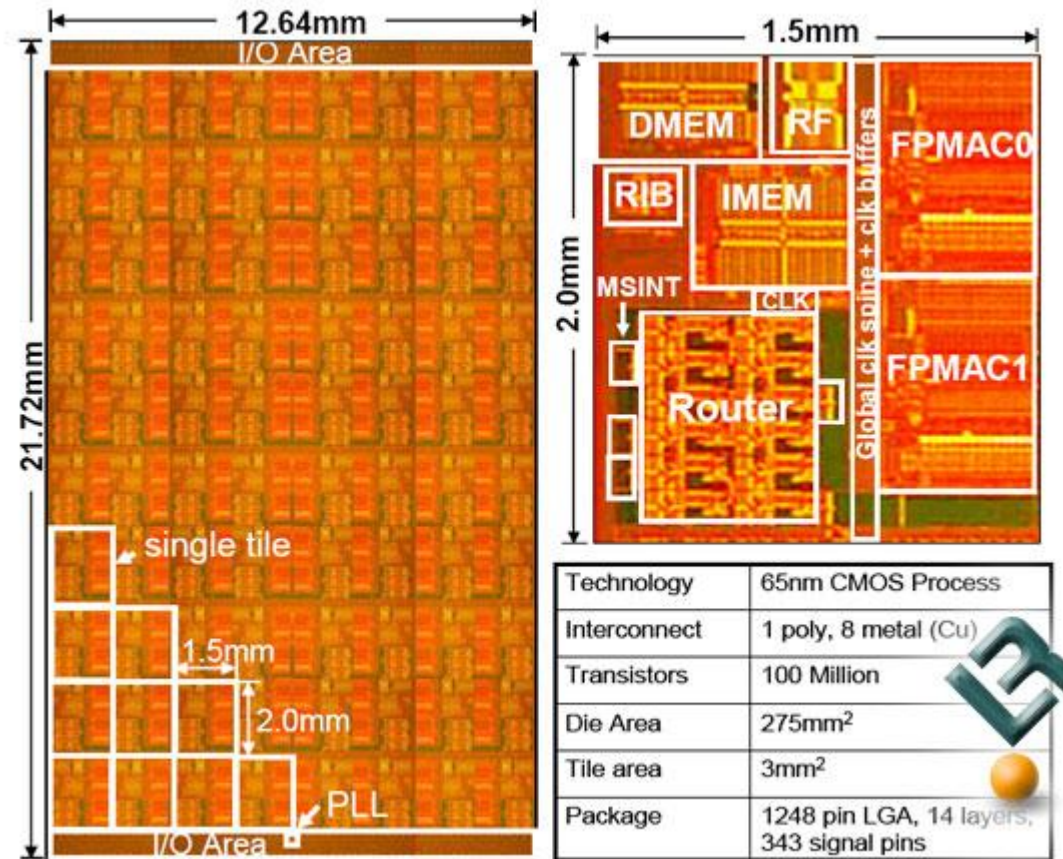 12.64mm
I/O Area
21.72mm
single tile
1.5mm
2.0mm
PLL
I/O Area
1.5mm
2.0mm
DMEM
RF
FPMAC0
RIB
IMEM
MSINT
CLK
Router
Global clk spine + clk buffers
FPMAC1
Technology 65nm CMOS Process
Interconnect 1 poly, 8 metal (Cu)
Transistors 100 Million
Die Area 275mm²
Tile area 3mm²
Package 1248 pin LGA, 14 layers,
343 signal pins